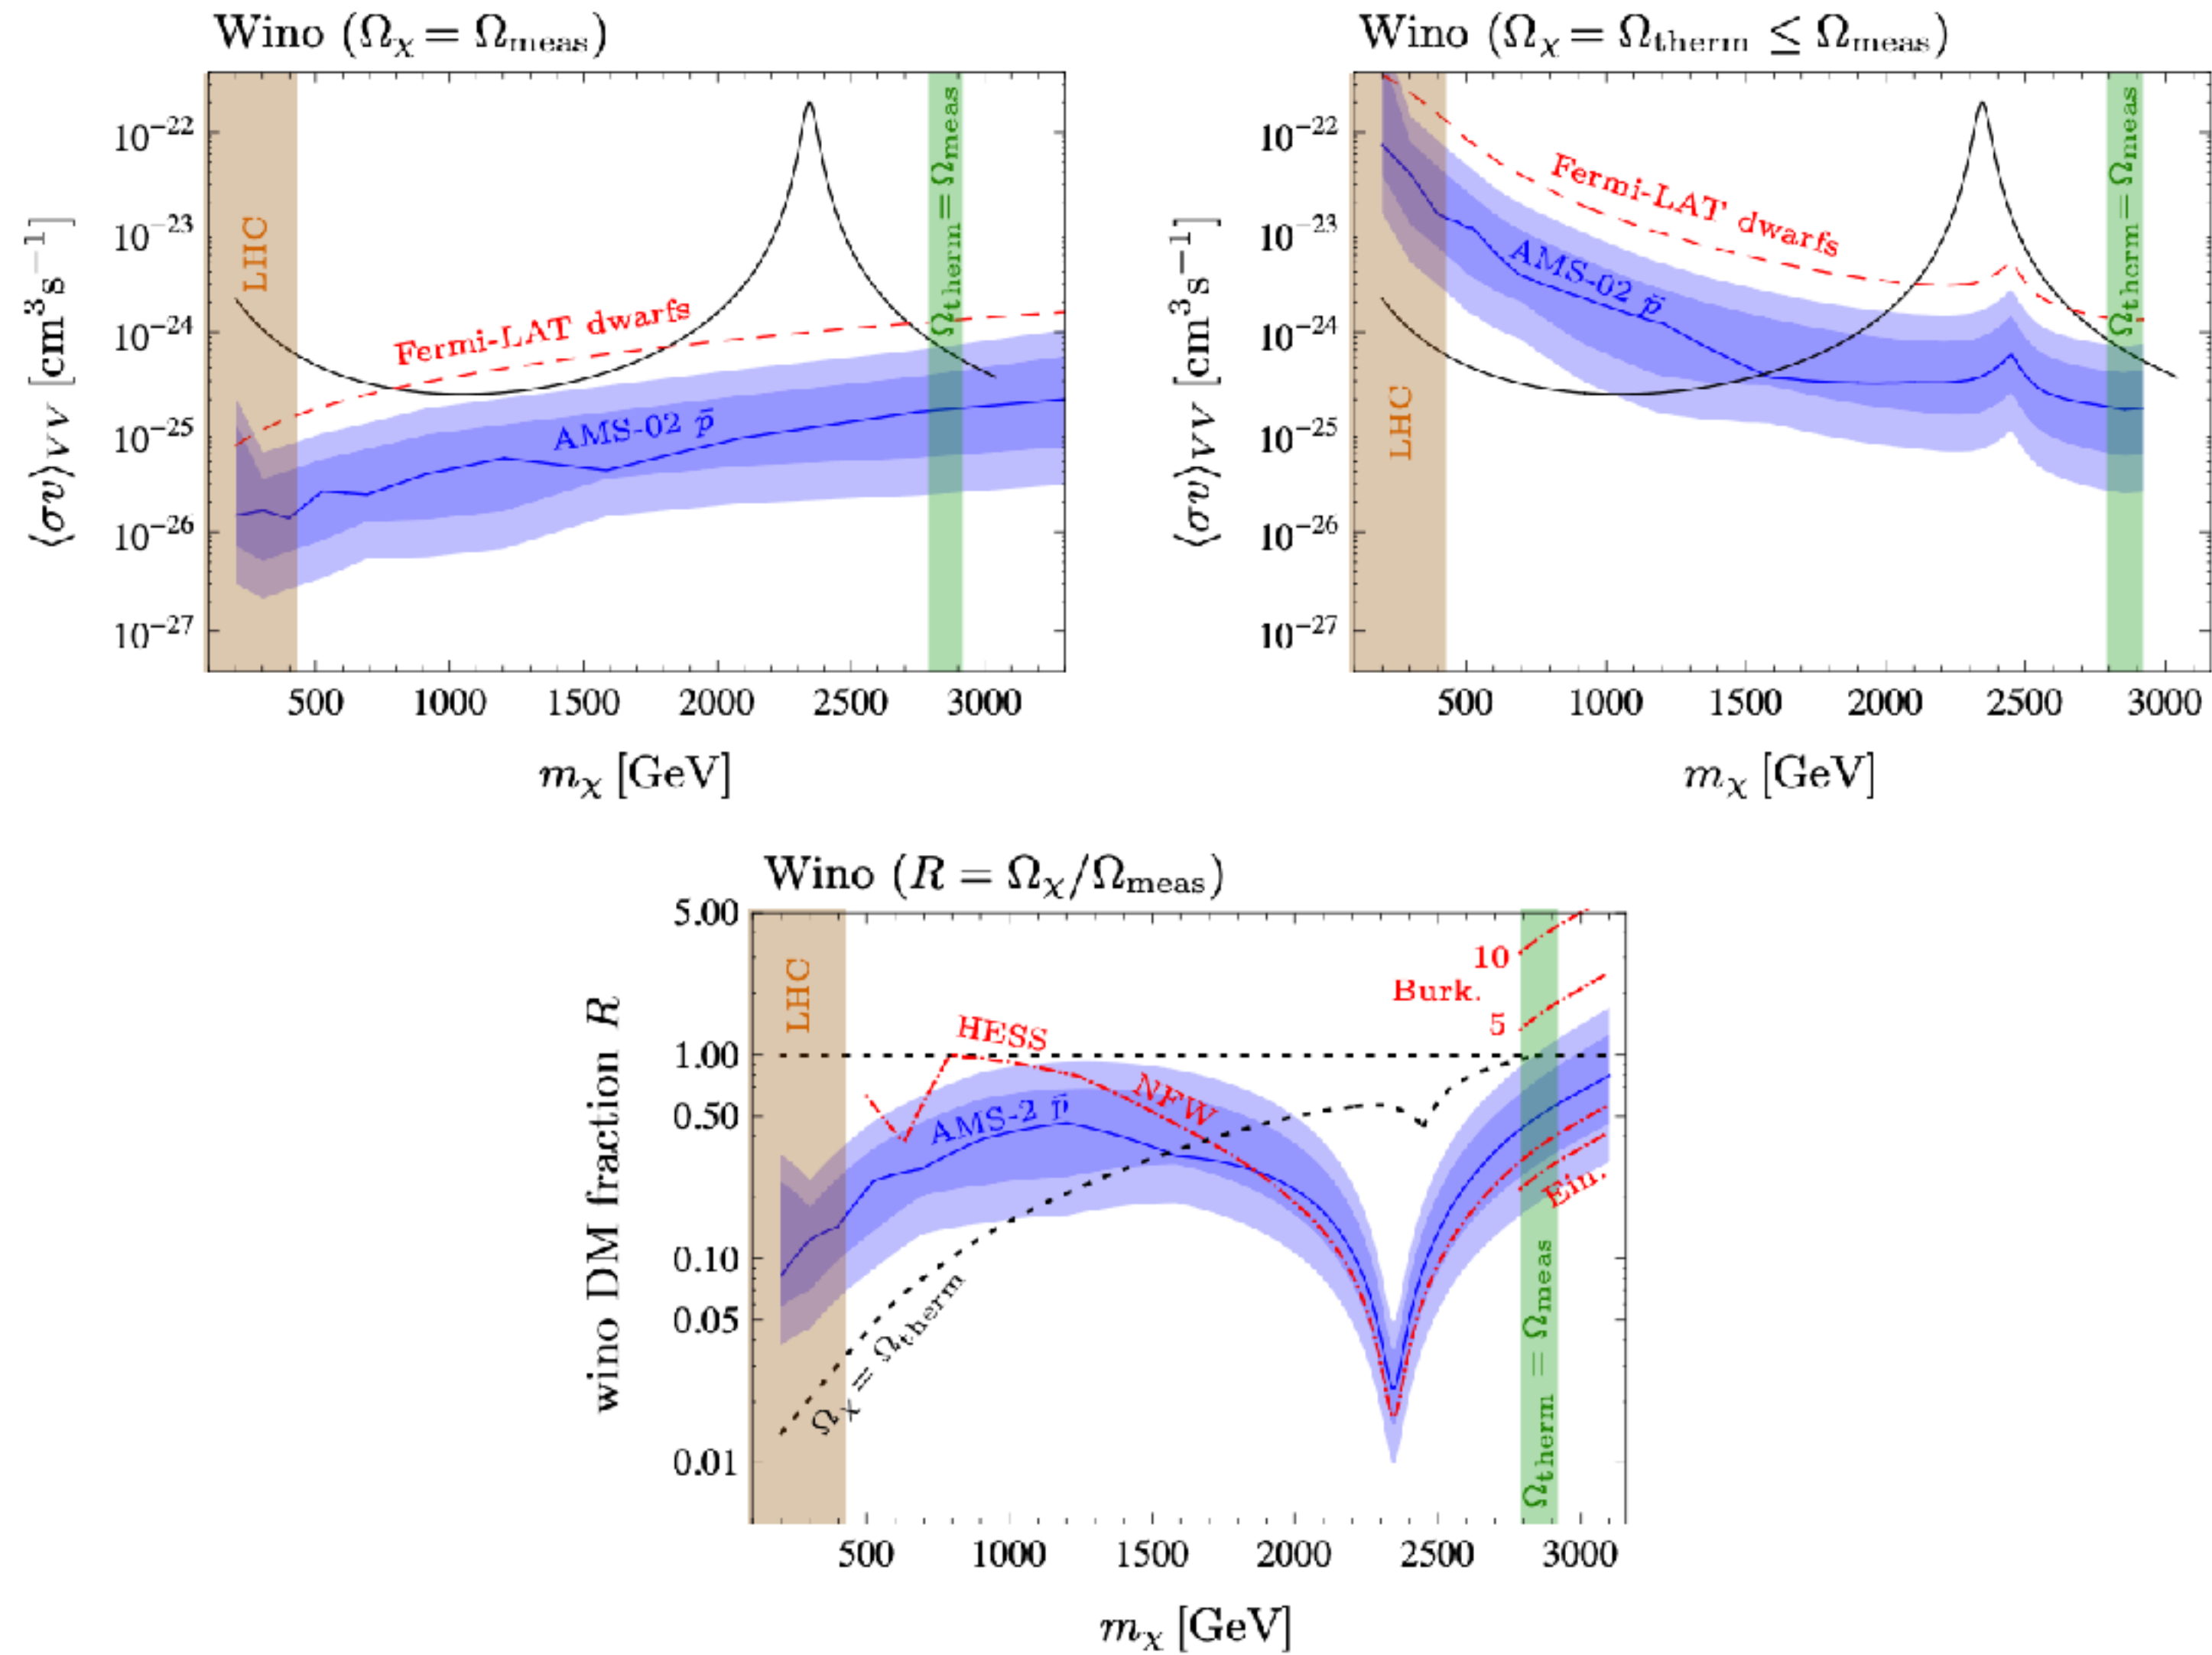 Wino (Ωχ = Ωmeas)
10⁻²²
10⁻²³
10⁻²⁴
10⁻²⁵
10⁻²⁶
10⁻²⁷
⟨σv⟩VV [cm³s⁻¹]
LHC
Fermi-LAT dwarfs
AMS-02 p̄
Ωtherm = Ωmeas
500 1000 1500 2000 2500 3000
mχ [GeV]
Wino (Ωχ = Ωtherm ≤ Ωmeas)
10⁻²²
10⁻²³
10⁻²⁴
10⁻²⁵
10⁻²⁶
10⁻²⁷
⟨σv⟩VV [cm³s⁻¹]
LHC
Fermi-LAT dwarfs
AMS-02 p̄
Ωtherm = Ωmeas
500 1000 1500 2000 2500 3000
mχ [GeV]
Wino (R = Ωχ/Ωmeas)
5.00
1.00
0.50
0.10
0.05
0.01
wino DM fraction R
LHC
HESS
NFW
AMS-2 p̄
Ωχ = Ωtherm
10
Burk.
5
Ein.
Ωtherm = Ωmeas
500 1000 1500 2000 2500 3000
mχ [GeV]